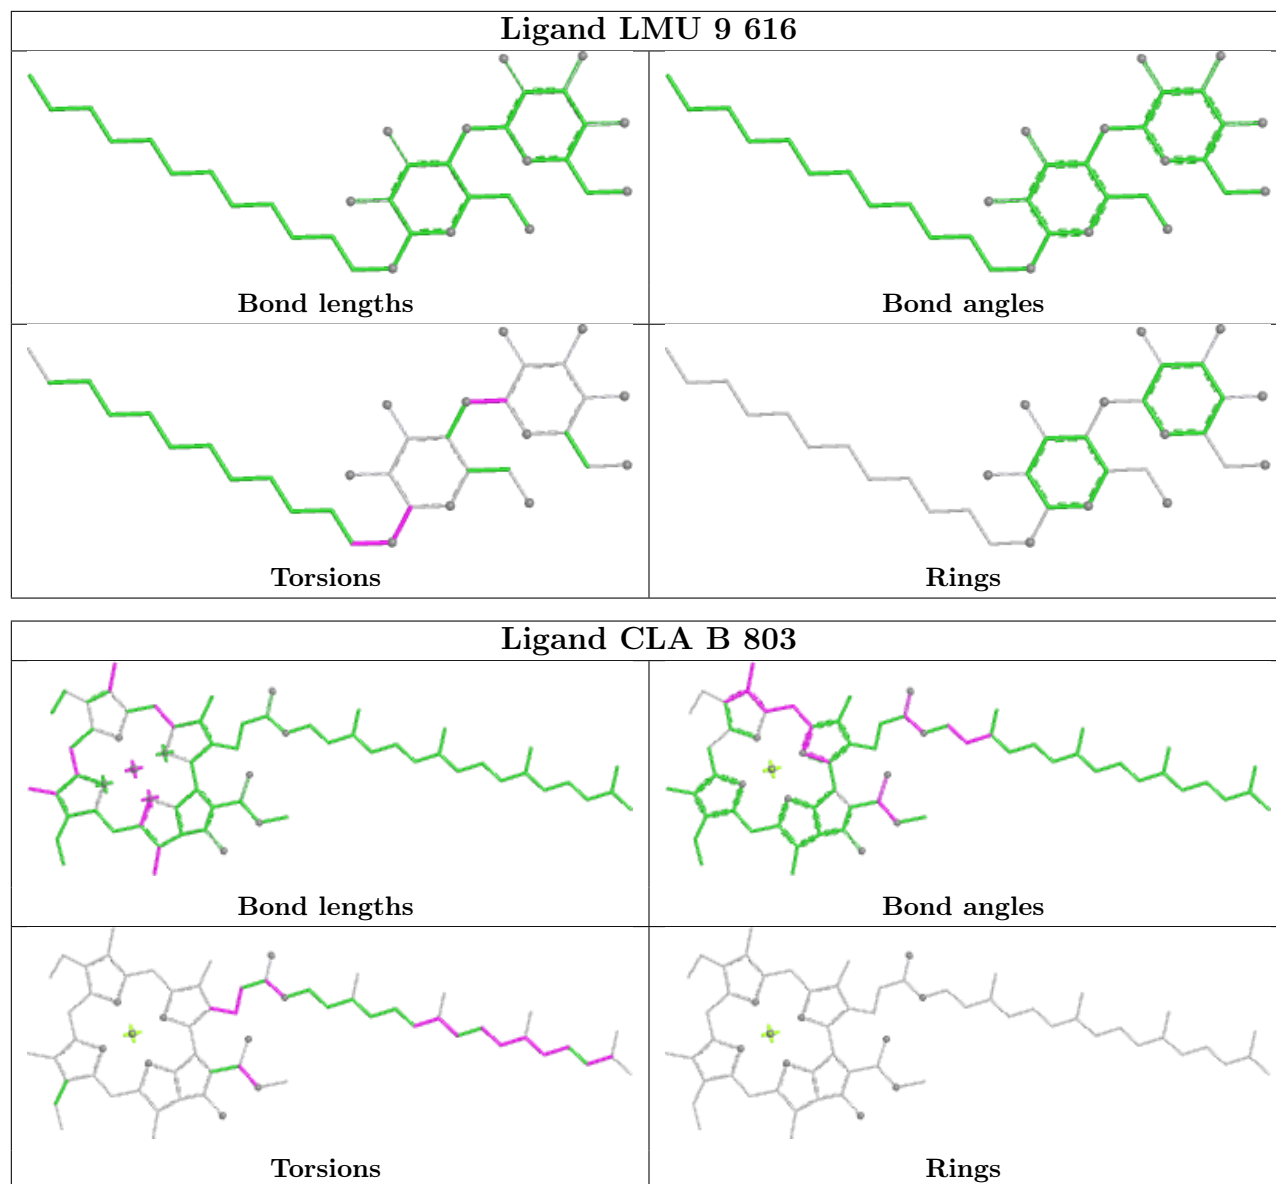 Ligand LMU 9 616
Bond lengths
Bond angles
Torsions
Rings
Ligand CLA B 803
Bond lengths
Bond angles
Torsions
Rings